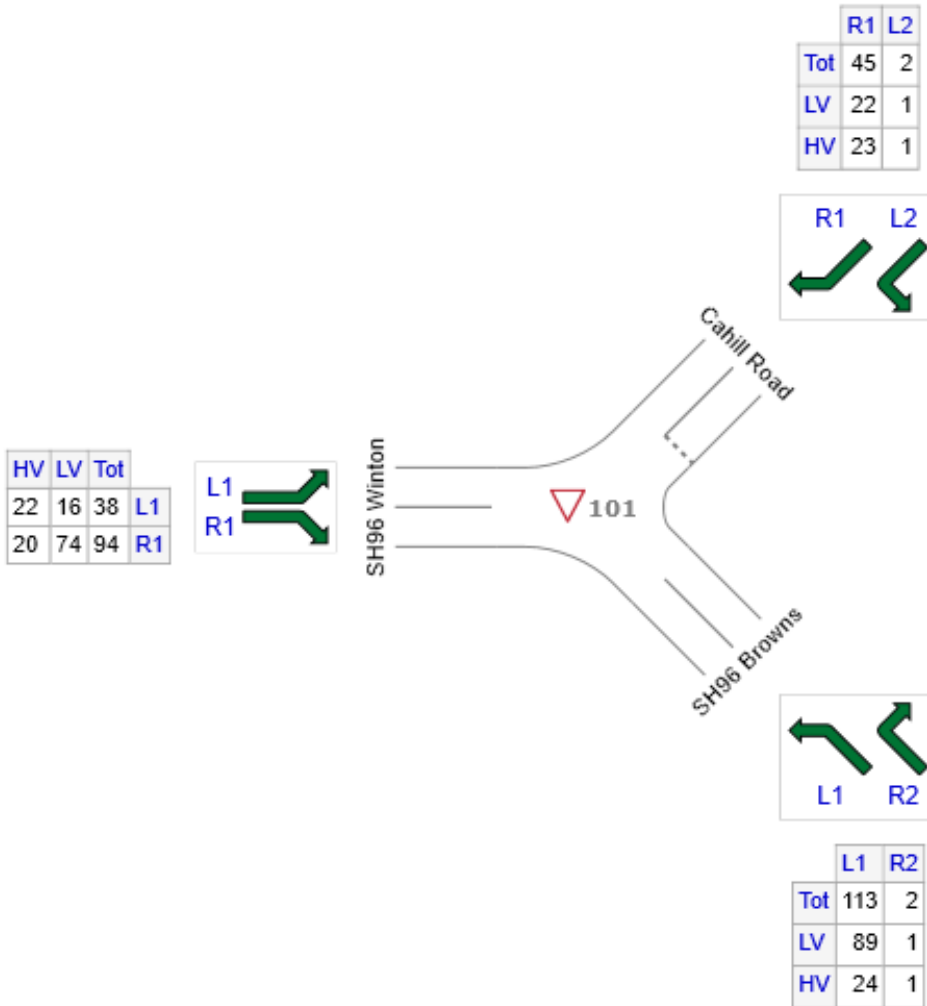 R1 L2
Tot 45 2
LV 22 1
HV 23 1
R1 L2
Cahill Road
HV LV Tot
22 16 38 L1
20 74 94 R1
L1
R1
SH96 Winton
101
SH96 Browns
L1 R2
L1 R2
Tot 113 2
LV 89 1
HV 24 1